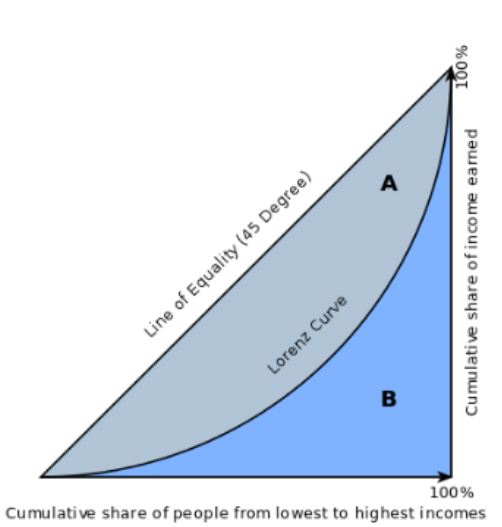 100%
A
Line of Equality (45 Degree)
Cumulative share of income earned
Lorenz Curve
B
100%
Cumulative share of people from lowest to highest incomes